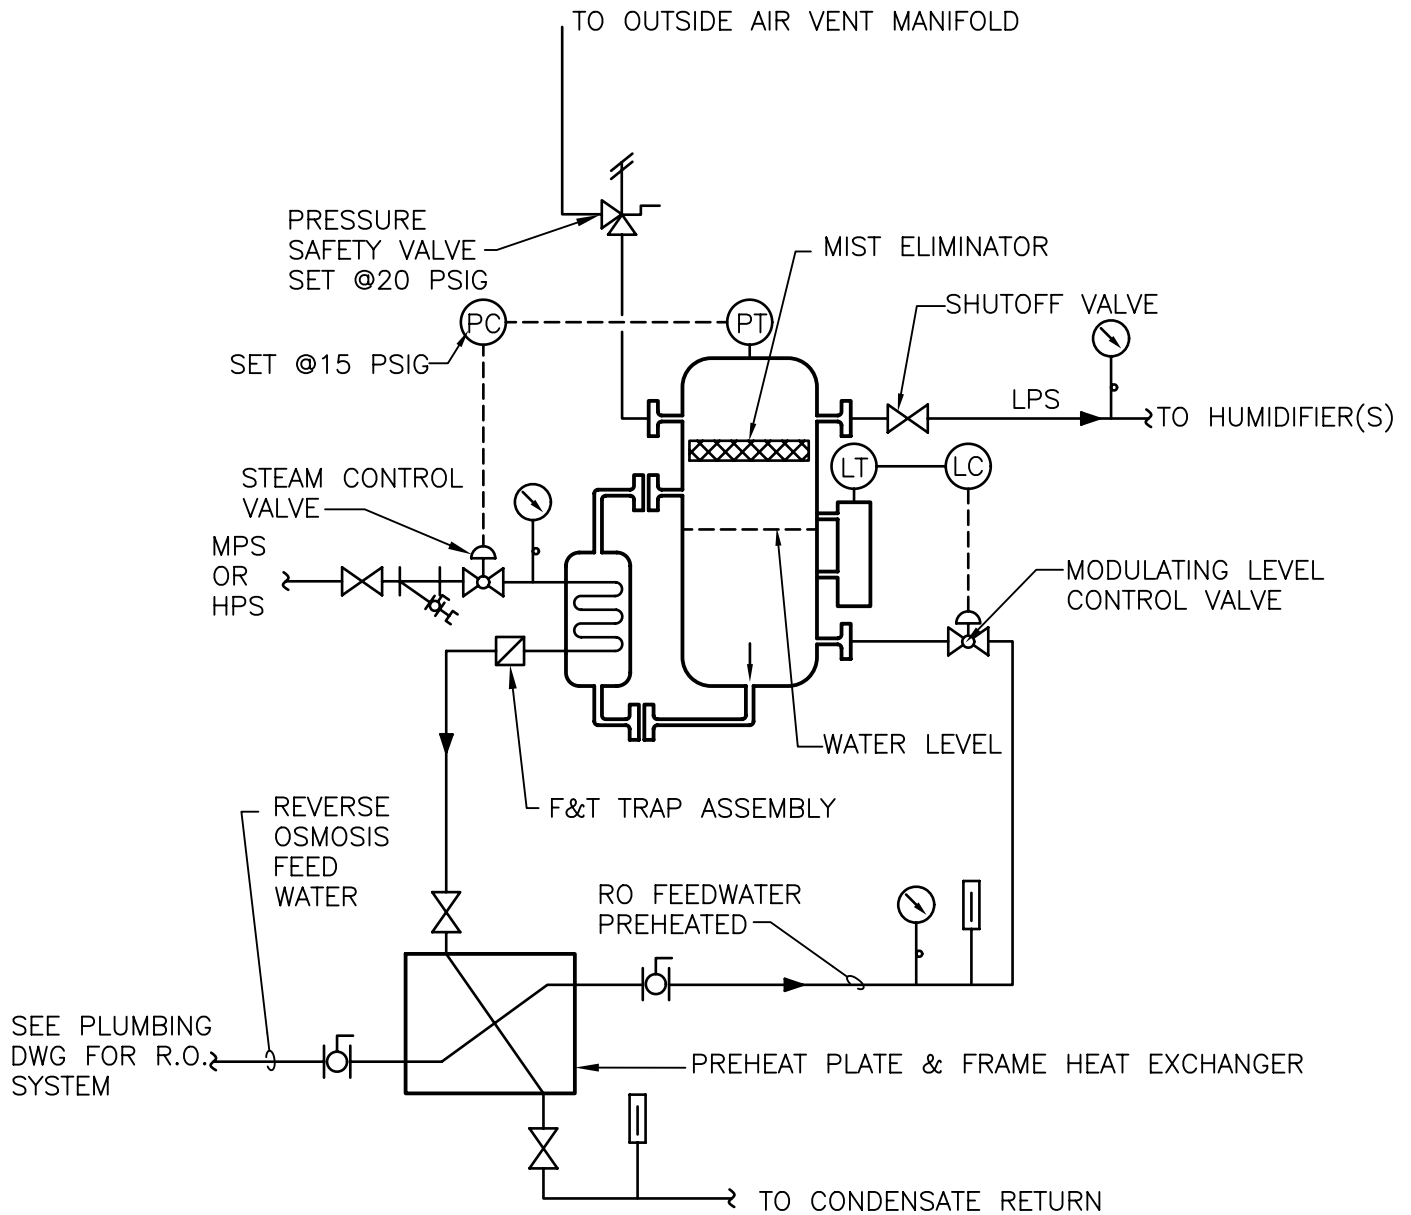 TO OUTSIDE AIR VENT MANIFOLD
PRESSURE
SAFETY VALVE
SET @20 PSIG
MIST ELIMINATOR
SHUTOFF VALVE
PC
PT
SET @15 PSIG
LPS
TO HUMIDIFIER(S)
STEAM CONTROL
VALVE
LT
LC
MPS
OR
HPS
MODULATING LEVEL
CONTROL VALVE
WATER LEVEL
F&T TRAP ASSEMBLY
REVERSE
OSMOSIS
FEED
WATER
RO FEEDWATER
PREHEATED
SEE PLUMBING
DWG FOR R.O.
SYSTEM
PREHEAT PLATE & FRAME HEAT EXCHANGER
TO CONDENSATE RETURN